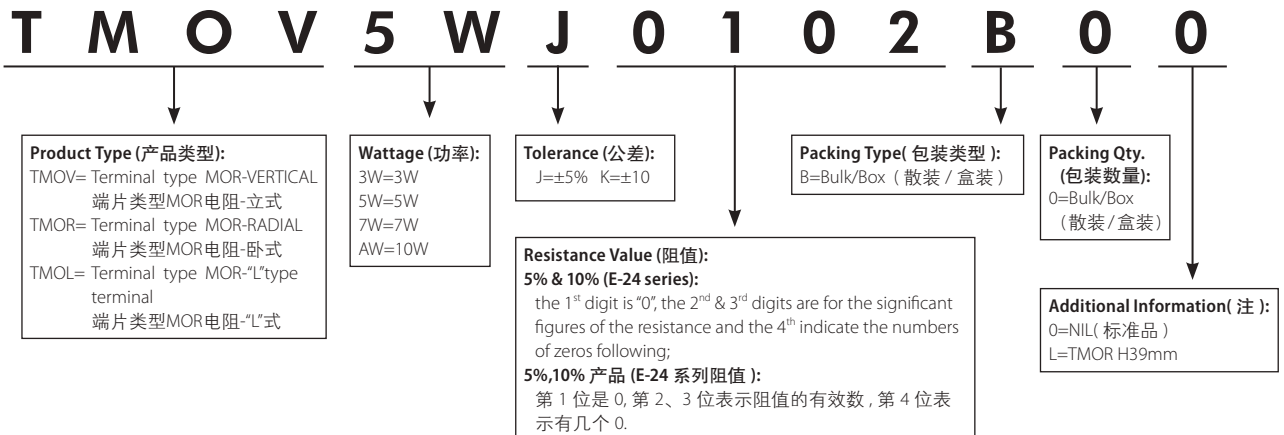 T M O V 5 W J 0 1 0 2 B 0 0
Product Type (产品类型):
TMOV= Terminal type MOR-VERTICAL
端片类型MOR电阻-立式
TMOR= Terminal type MOR-RADIAL
端片类型MOR电阻-卧式
TMOL= Terminal type MOR-“L”type
terminal
端片类型MOR电阻-“L”式
Wattage (功率):
3W=3W
5W=5W
7W=7W
AW=10W
Tolerance (公差):
J=±5% K=±10
Resistance Value (阻值):
5% & 10% (E-24 series):
the 1st digit is “0”, the 2nd & 3rd digits are for the significant
figures of the resistance and the 4th indicate the numbers
of zeros following;
5%,10% 产品 (E-24 系列阻值 ):
第 1 位是 0, 第 2、3 位表示阻值的有效数 , 第 4 位表
示有几个 0.
Packing Type( 包装类型 ):
B=Bulk/Box ( 散装 / 盒装 )
Packing Qty.
(包装数量):
0=Bulk/Box
(散装/盒装)
Additional Information( 注 ):
0=NIL( 标准品 )
L=TMOR H39mm